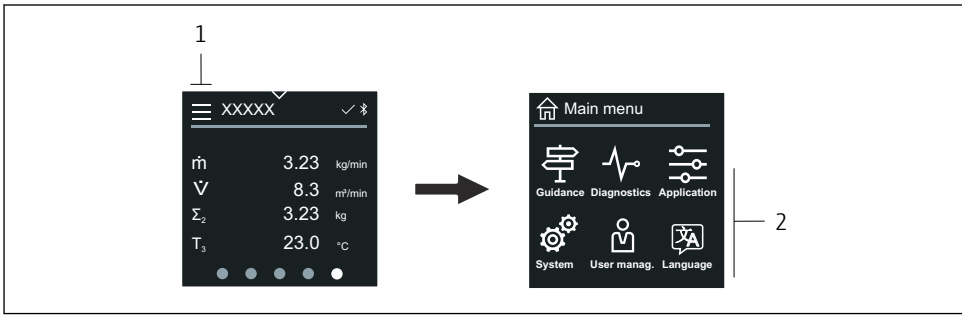 1
XXXXX
ṁ 3.23 kg/min
V̇ 8.3 m³/min
Σ₂ 3.23 kg
T₃ 23.0 °C
Main menu
Guidance Diagnostics Application
System User manag. Language
2